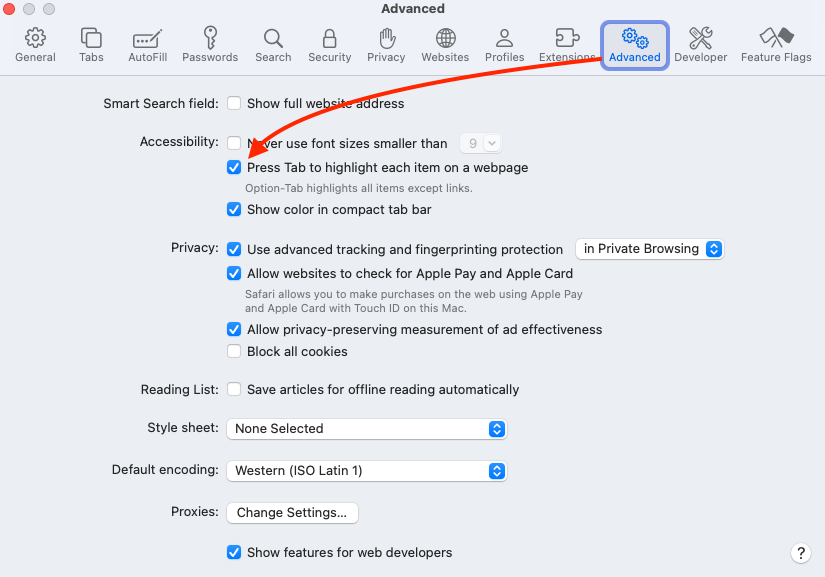 Advanced
General Tabs AutoFill Passwords Search Security Privacy Websites Profiles Extensions Advanced Developer Feature Flags
Smart Search field: Show full website address
Accessibility: Never use font sizes smaller than 9
Press Tab to highlight each item on a webpage
Option-Tab highlights all items except links.
Show color in compact tab bar
Privacy: Use advanced tracking and fingerprinting protection in Private Browsing
Allow websites to check for Apple Pay and Apple Card
Safari allows you to make purchases on the web using Apple Pay
and Apple Card with Touch ID on this Mac.
Allow privacy-preserving measurement of ad effectiveness
Block all cookies
Reading List: Save articles for offline reading automatically
Style sheet: None Selected
Default encoding: Western (ISO Latin 1)
Proxies: Change Settings...
Show features for web developers
?